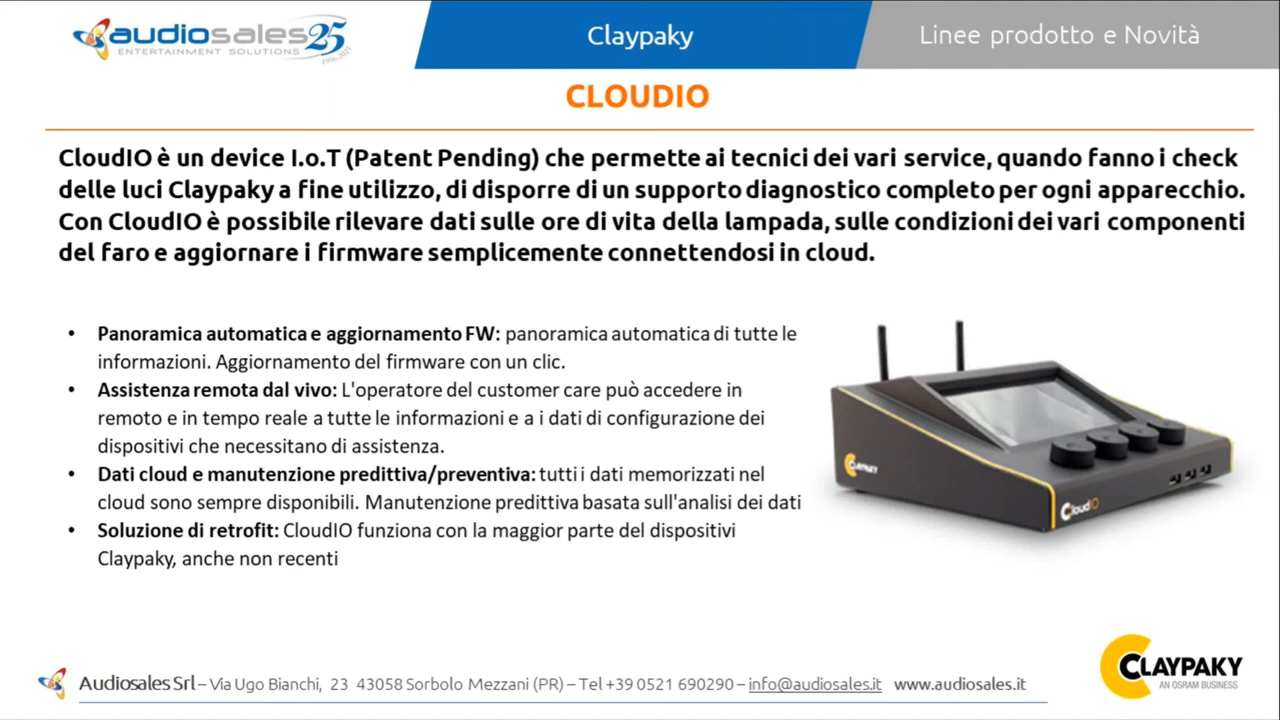 audiosales 25
ENTERTAINMENT SOLUTIONS
1996-2021
Claypaky
Linee prodotto e Novità
CLOUDIO
CloudIO è un device I.o.T (Patent Pending) che permette ai tecnici dei vari service, quando fanno i check
delle luci Claypaky a fine utilizzo, di disporre di un supporto diagnostico completo per ogni apparecchio.
Con CloudIO è possibile rilevare dati sulle ore di vita della lampada, sulle condizioni dei vari componenti
del faro e aggiornare i firmware semplicemente connettendosi in cloud.
• Panoramica automatica e aggiornamento FW: panoramica automatica di tutte le
informazioni. Aggiornamento del firmware con un clic.
• Assistenza remota dal vivo: L'operatore del customer care può accedere in
remoto e in tempo reale a tutte le informazioni e a i dati di configurazione dei
dispositivi che necessitano di assistenza.
• Dati cloud e manutenzione predittiva/preventiva: tutti i dati memorizzati nel
cloud sono sempre disponibili. Manutenzione predittiva basata sull'analisi dei dati
• Soluzione di retrofit: CloudIO funziona con la maggior parte del dispositivi
Claypaky, anche non recenti
CLAYPAKY
CloudIO
Audiosales Srl – Via Ugo Bianchi, 23 43058 Sorbolo Mezzani (PR) – Tel +39 0521 690290 – info@audiosales.it www.audiosales.it
CLAYPAKY
AN OSRAM BUSINESS